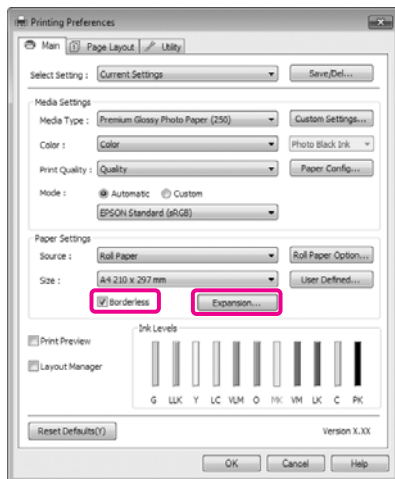 Printing Preferences
Main Page Layout Utility
Select Setting : Current Settings Save/Del...
Media Settings
Media Type : Premium Glossy Photo Paper (250) Custom Settings...
Color : Color Photo Black Ink
Print Quality : Quality Paper Config...
Mode : Automatic Custom
EPSON Standard (sRGB)
Paper Settings
Source : Roll Paper Roll Paper Option...
Size : A4 210 x 297 mm User Defined...
Borderless Expansion...
Ink Levels
Print Preview
Layout Manager
G LLK Y LC VLM O MK VM LK C PK
Reset Defaults(Y) Version X.XX
OK Cancel Help